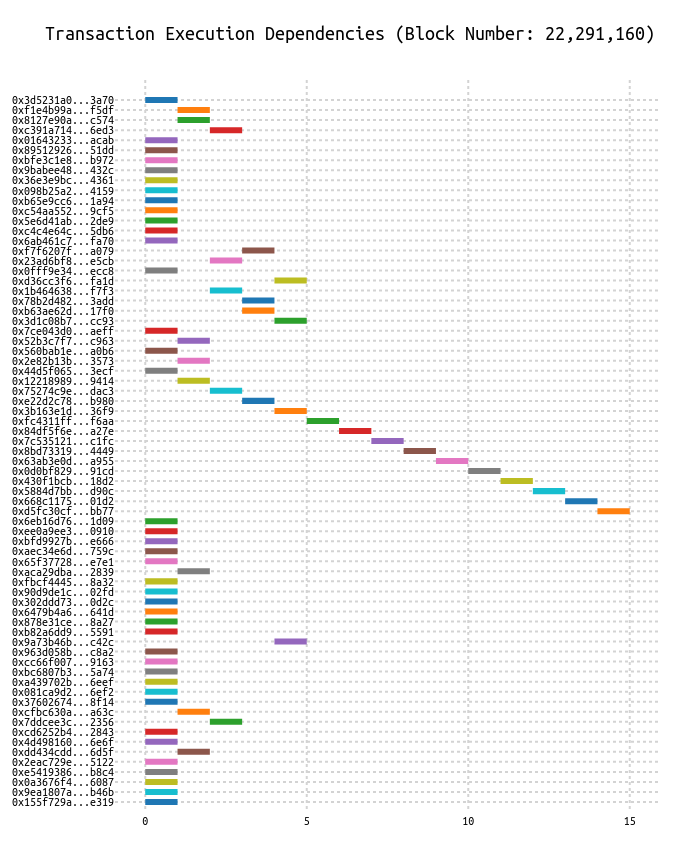 Transaction Execution Dependencies (Block Number: 22,291,160)
0x3d5231a0...3a70
0xf1e4b99a...f5df
0x8127e90a...c574
0xc391a714...6ed3
0x01643233...acab
0x89512926...51dd
0xbfe3c1e8...b972
0x9babee48...432c
0x36e3e9bc...4361
0x098b25a2...4159
0xb65e9cc6...1a94
0xc54aa552...9cf5
0x5e6d41ab...2de9
0xc4c4e64c...5db6
0x6ab461c7...fa70
0xf7f6207f...a079
0x23ad6bf8...e5cb
0x0fff9e34...ecc8
0xd36cc3f6...fa1d
0x1b464638...f7f3
0x78b2d482...3add
0xb63ae62d...17f0
0x3d1c08b7...cc93
0x7ce043d0...aeff
0x52b3c7f7...c963
0x560bab1e...a0b6
0x2e82b13b...3573
0x44d5f065...3ecf
0x12218989...9414
0x75274c9e...dac3
0xe22d2c78...b980
0x3b163e1d...36f9
0xfc4311ff...f6aa
0x84df5f6e...a27e
0x7c535121...c1fc
0x8bd73319...4449
0x63ab3e0d...a955
0x0d0bf829...91cd
0x430f1bcb...18d2
0x5884d7bb...d90c
0x668c1175...01d2
0xd5fc30cf...bb77
0x6eb16d76...1d09
0xee0a9ee3...0910
0xbfd9927b...e666
0xaec34e6d...759c
0x65f37728...e7e1
0xaca29dba...2839
0xfbcf4445...8a32
0x90d9de1c...02fd
0x302ddd73...0d2c
0x6479b4a6...641d
0x878e31ce...8a27
0xb82a6dd9...5591
0x9a73b46b...c42c
0x963d058b...c8a2
0xcc66f007...9163
0xbc6807b3...5a74
0xa439702b...6eef
0x081ca9d2...6ef2
0x37602674...8f14
0xcfbc630a...a63c
0x7ddcee3c...2356
0xcd6252b4...2843
0x4d498160...6e6f
0xdd434cdd...6d5f
0x2eac729e...5122
0xe5419386...b8c4
0x0a3676f4...6087
0x9ea1807a...b46b
0x155f729a...e319
0 5 10 15